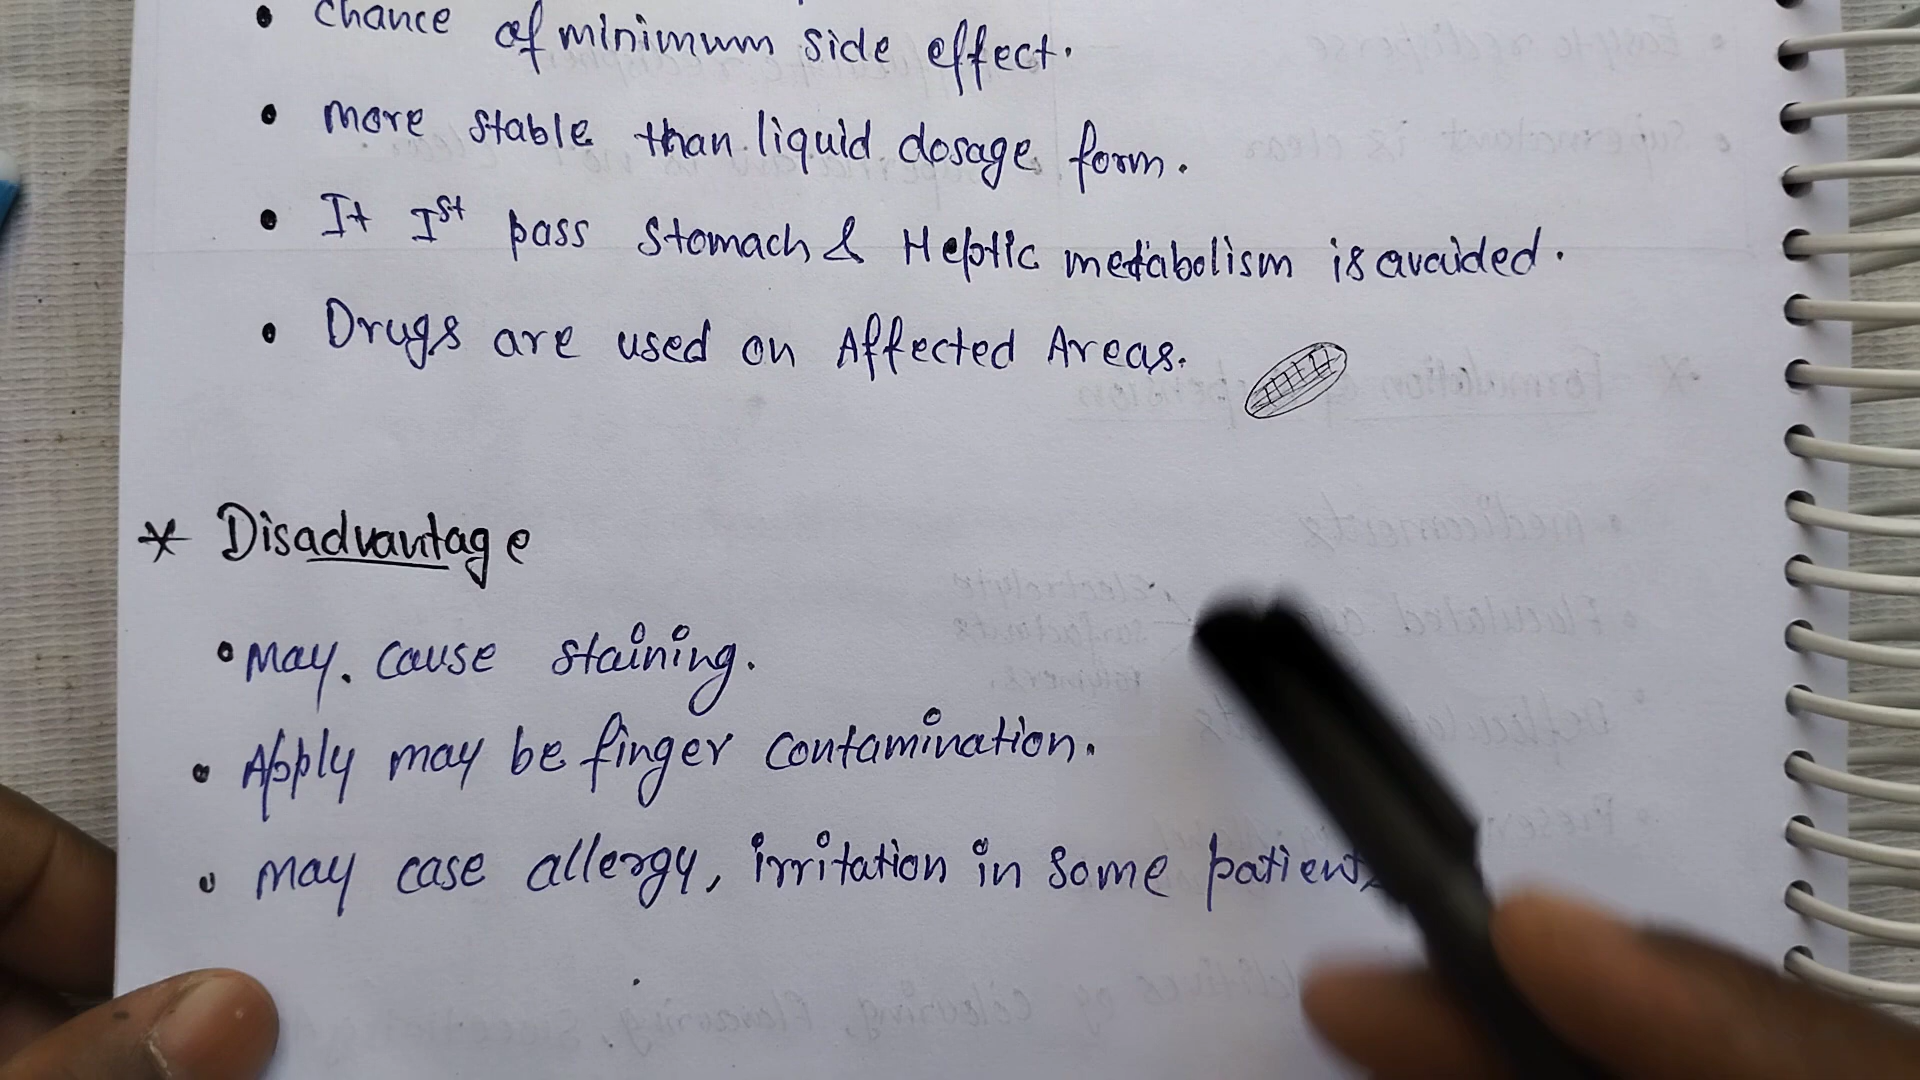 • Chance of minimum side effect.
• more stable than liquid dosage form.
• It Ist pass stomach & Heptic metabolism is avoided.
• Drugs are used on Affected Areas.
* Disadvantage
• may. cause staining.
• Apply may be finger contamination.
• may case allergy, irritation in some patient